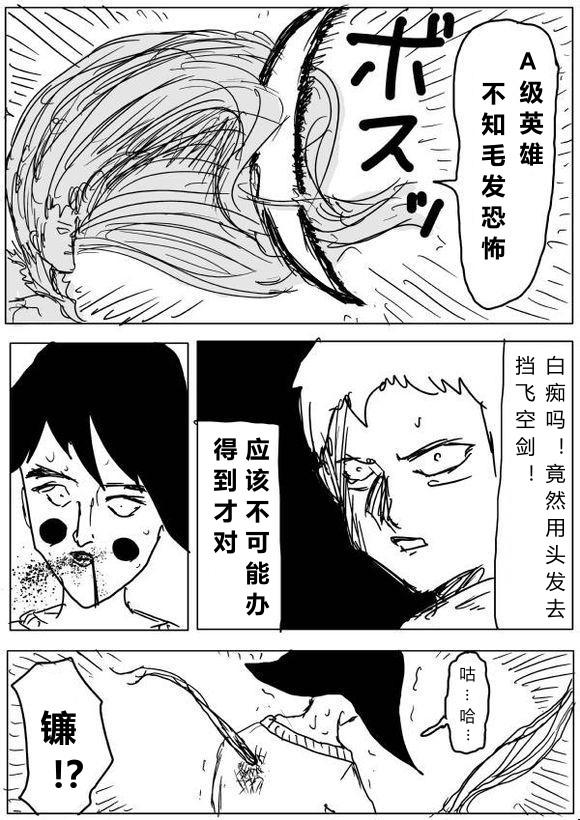 A级英雄
不知毛发恐怖
ボスッ
白痴吗！竟然用头发去
挡飞空剑！
应该不可能办
得到才对
咕…哈…
镰!?